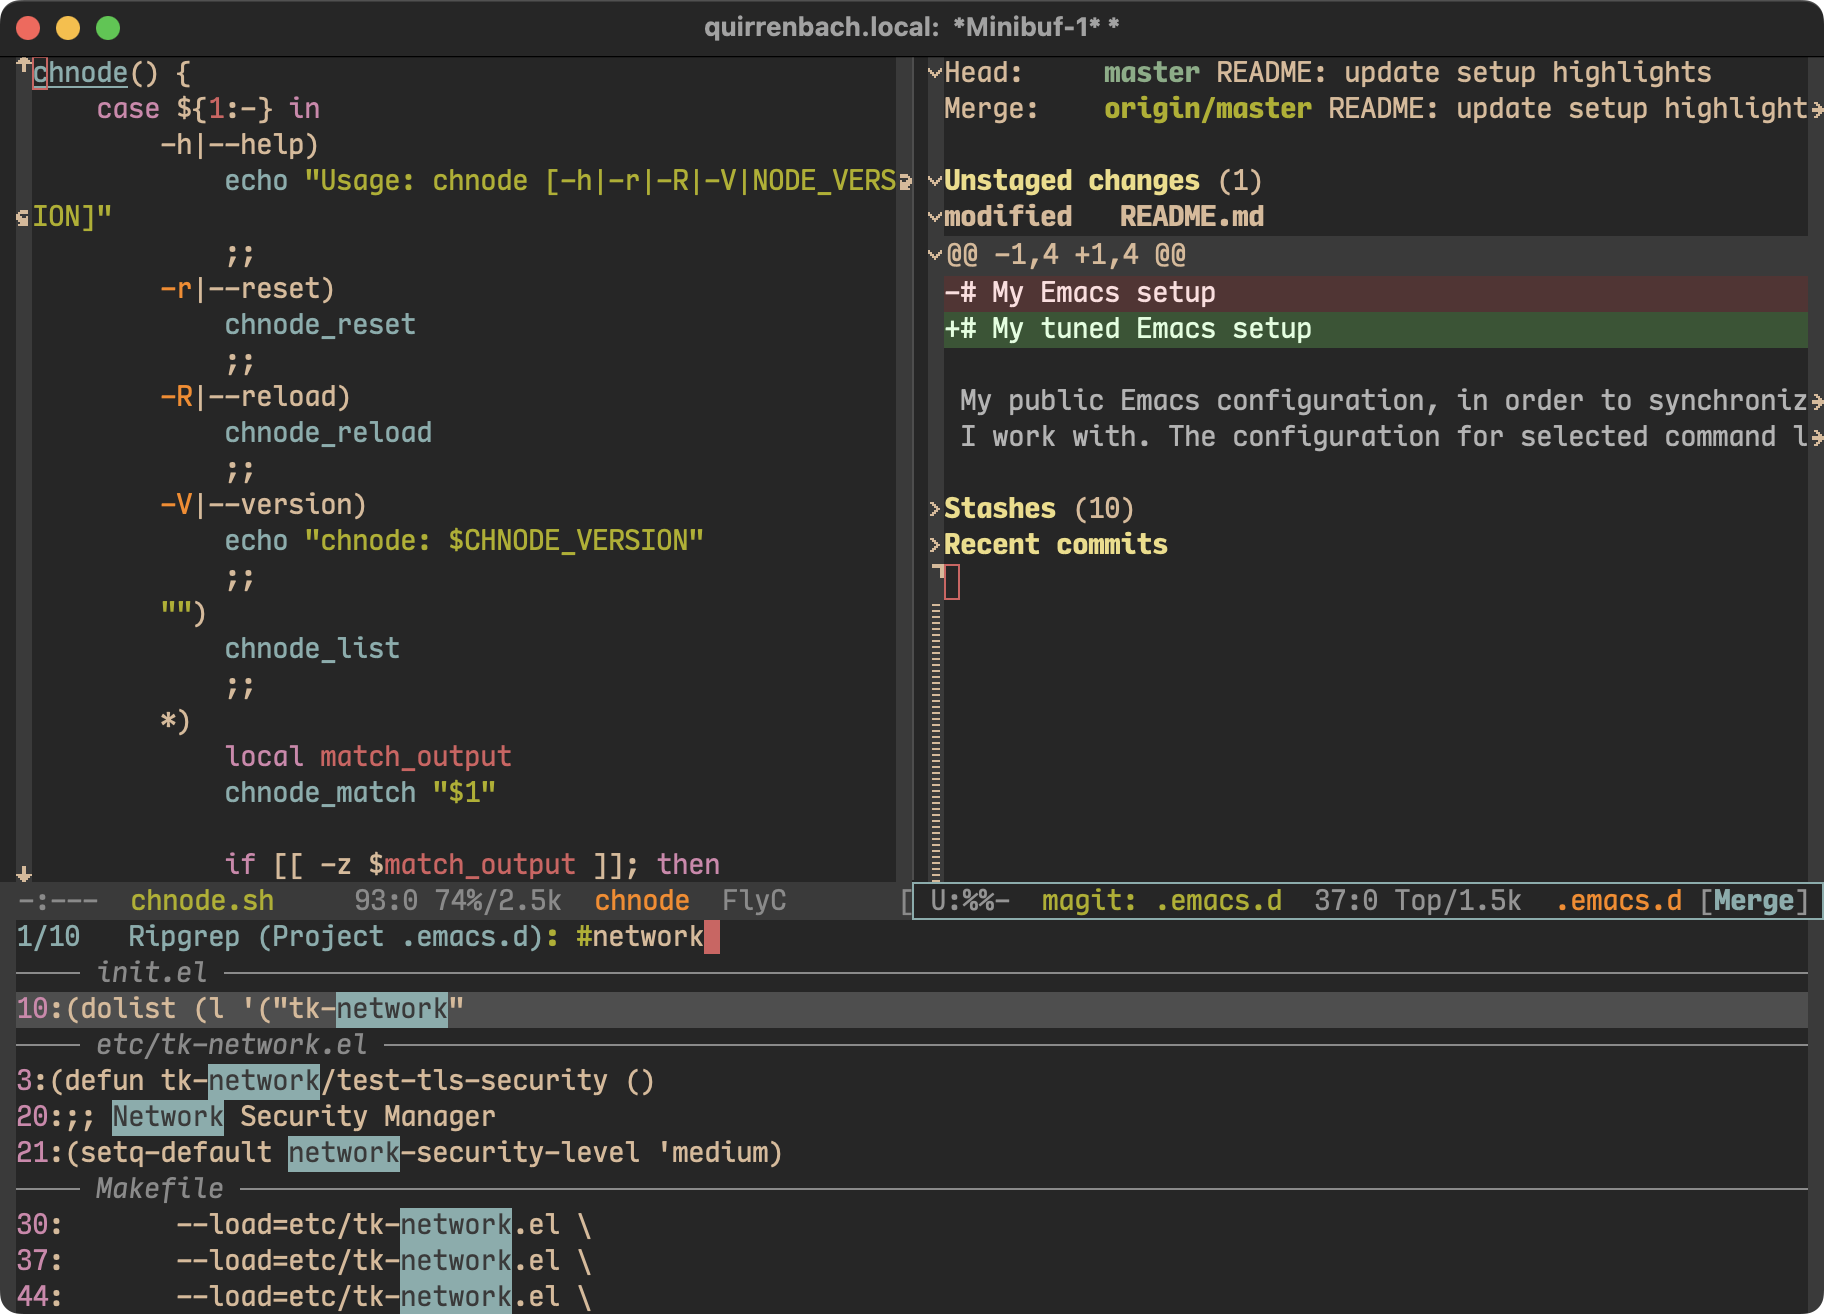 quirrenbach.local: *Minibuf-1* *
chnode() {
    case ${1:-} in
        -h|--help)
            echo "Usage: chnode [-h|-r|-R|-V|NODE_VERS
ION]"
            ;;
        -r|--reset)
            chnode_reset
            ;;
        -R|--reload)
            chnode_reload
            ;;
        -V|--version)
            echo "chnode: $CHNODE_VERSION"
            ;;
        "")
            chnode_list
            ;;
        *)
            local match_output
            chnode_match "$1"
            if [[ -z $match_output ]]; then
-:---  chnode.sh     93:0 74%/2.5k  chnode  FlyC       [
Head:     master README: update setup highlights
Merge:    origin/master README: update setup highlight
Unstaged changes (1)
modified   README.md
@@ -1,4 +1,4 @@
-# My Emacs setup
+# My tuned Emacs setup
 My public Emacs configuration, in order to synchroniz
 I work with. The configuration for selected command l
Stashes (10)
Recent commits
U:%%-  magit: .emacs.d  37:0 Top/1.5k  .emacs.d [Merge]
1/10   Ripgrep (Project .emacs.d): #network
init.el
10:(dolist (l '("tk-network"
etc/tk-network.el
3:(defun tk-network/test-tls-security ()
20:;; Network Security Manager
21:(setq-default network-security-level 'medium)
Makefile
30:       --load=etc/tk-network.el \
37:       --load=etc/tk-network.el \
44:       --load=etc/tk-network.el \